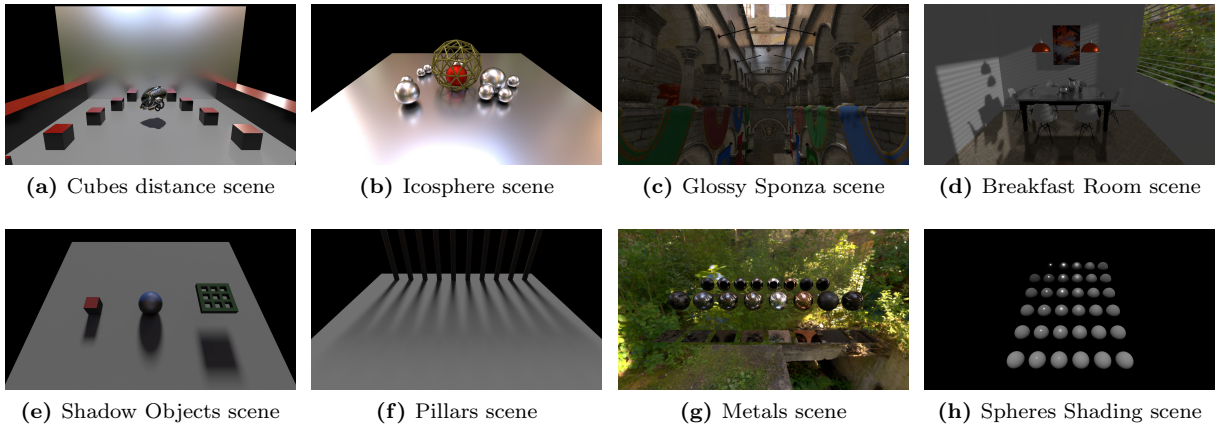 (a) Cubes distance scene
(b) Icosphere scene
(c) Glossy Sponza scene
(d) Breakfast Room scene
(e) Shadow Objects scene
(f) Pillars scene
(g) Metals scene
(h) Spheres Shading scene